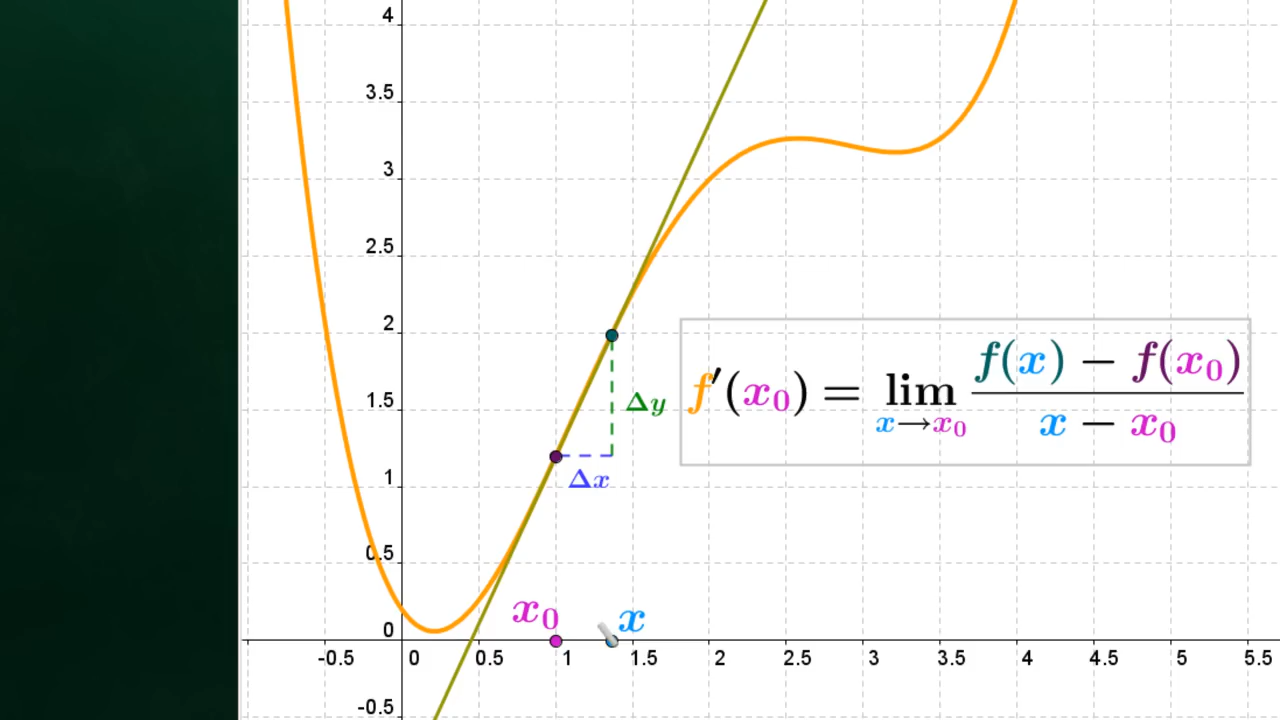 4
3.5
3
2.5
2
1.5
1
0.5
0
-0.5
Δy
Δx
f′(x₀) = lim x→x₀ f(x) − f(x₀) / x − x₀
x₀ x
-0.5 0 0.5 1 1.5 2 2.5 3 3.5 4 4.5 5 5.5